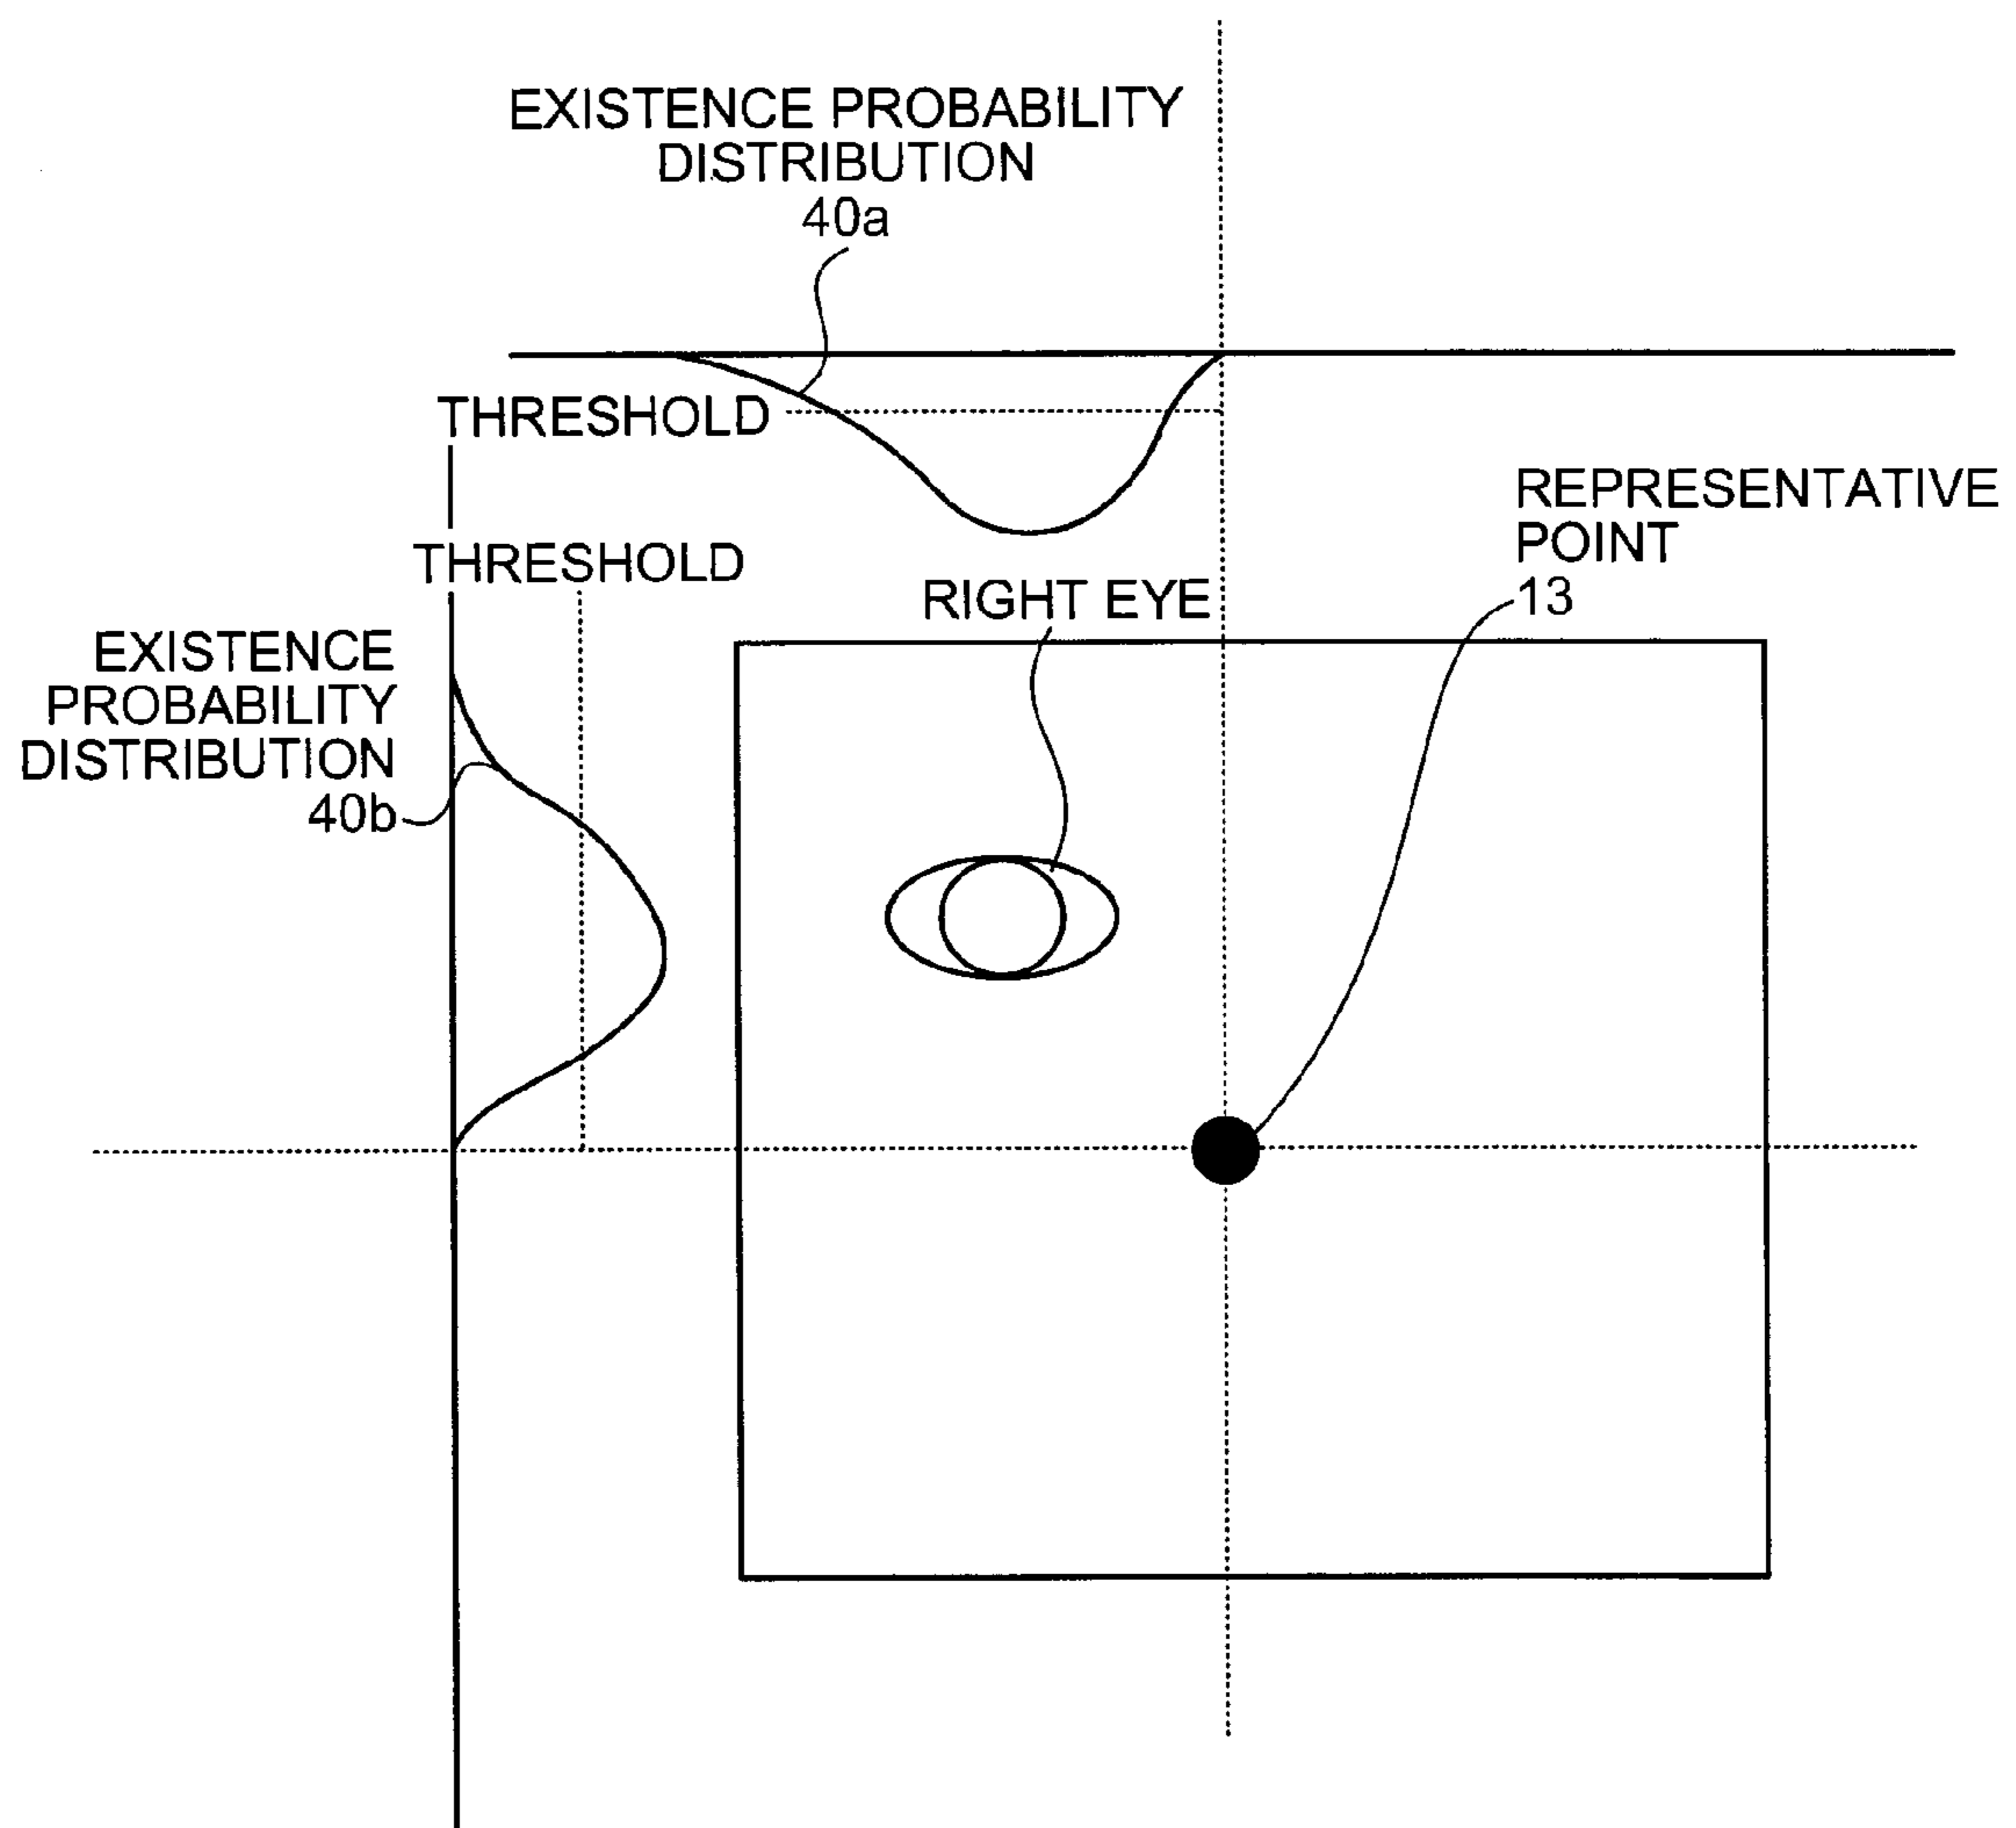 EXISTENCE PROBABILITY
DISTRIBUTION
40a
THRESHOLD
REPRESENTATIVE
POINT
13
THRESHOLD
RIGHT EYE
EXISTENCE
PROBABILITY
DISTRIBUTION
40b